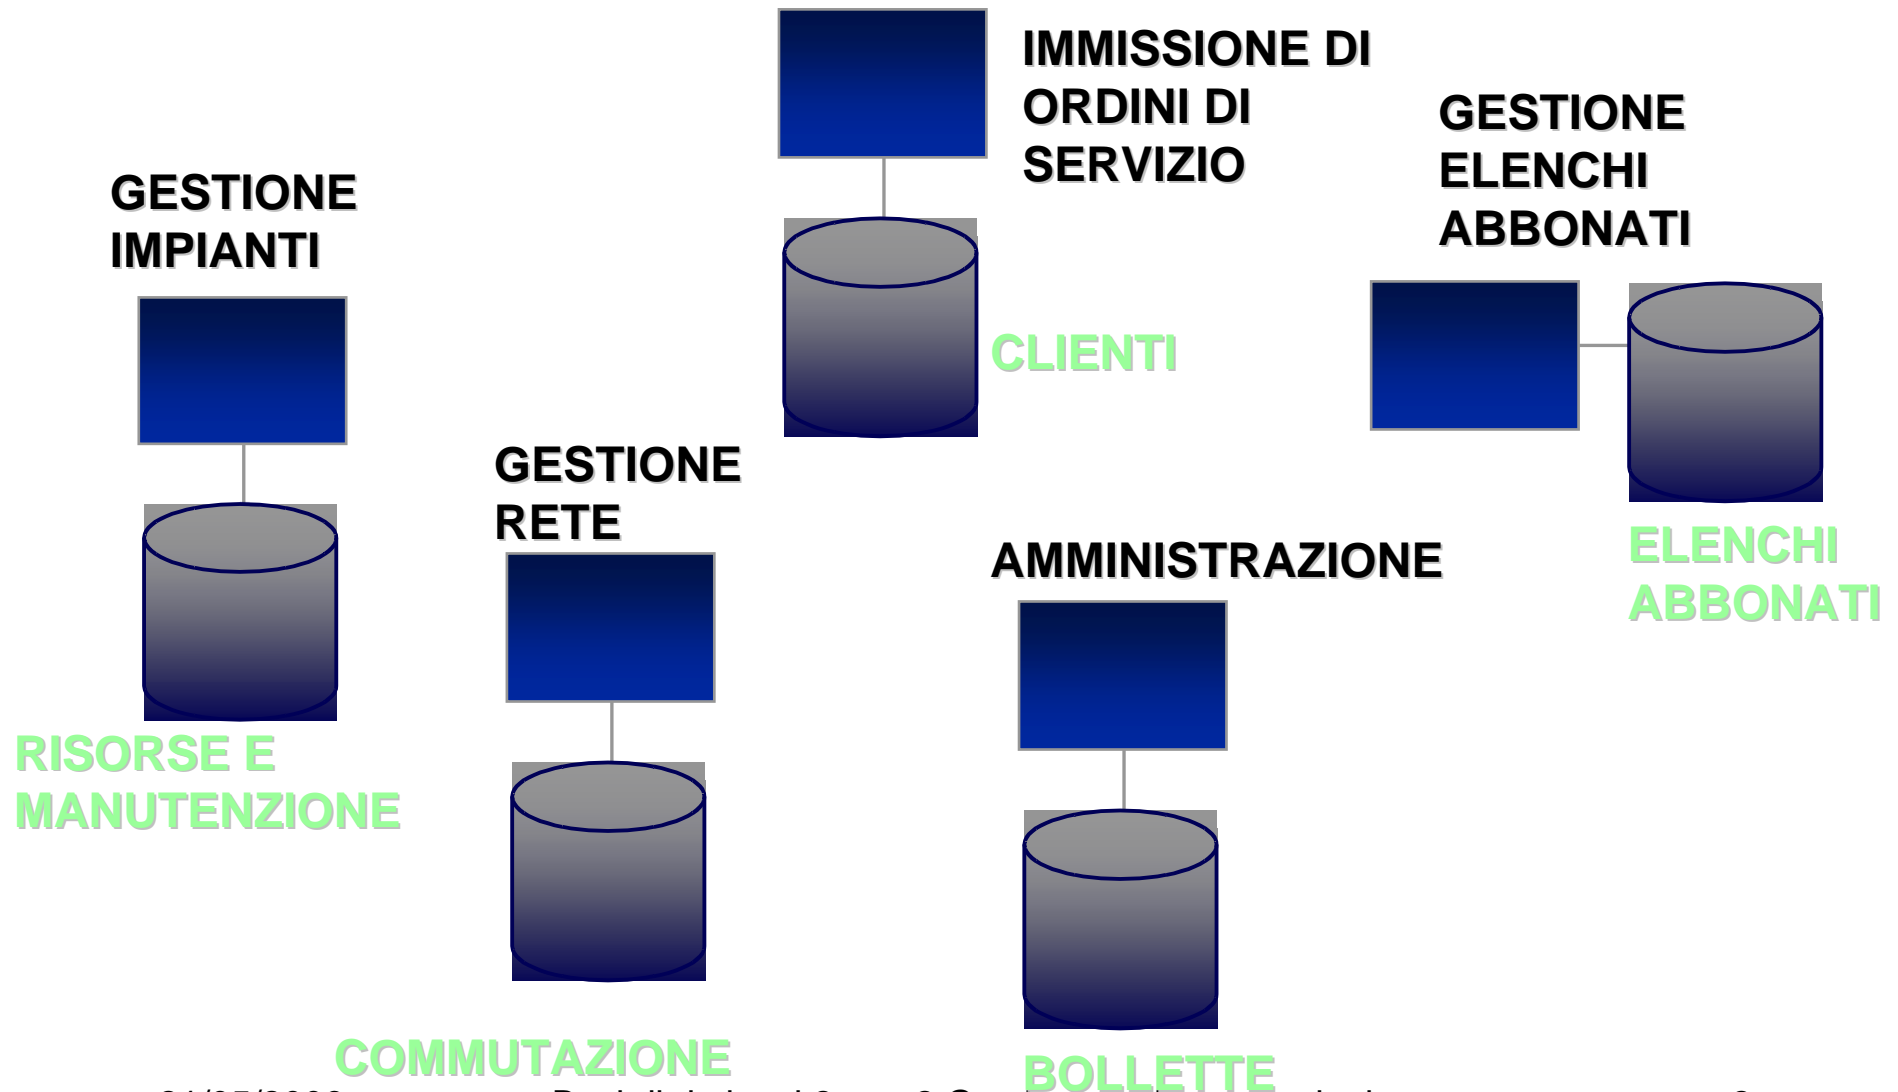 IMMISSIONE DI
ORDINI DI
SERVIZIO
GESTIONE
ELENCHI
ABBONATI
GESTIONE
IMPIANTI
CLIENTI
GESTIONE
RETE
ELENCHI
ABBONATI
AMMINISTRAZIONE
RISORSE E
MANUTENZIONE
COMMUTAZIONE
BOLLETTE